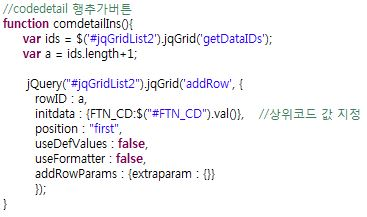 //codedetail 행추가버튼
function comdetailIns(){
var ids = $('#jqGridList2').jqGrid('getDataIDs');
var a = ids.length+1;
jQuery("#jqGridList2").jqGrid('addRow', {
rowID : a,
initdata : {FTN_CD:$("#FTN_CD").val()}, //상위코드 값 지정
position : "first",
useDefValues : false,
useFormatter : false,
addRowParams : {extraparam : {}}
});
}